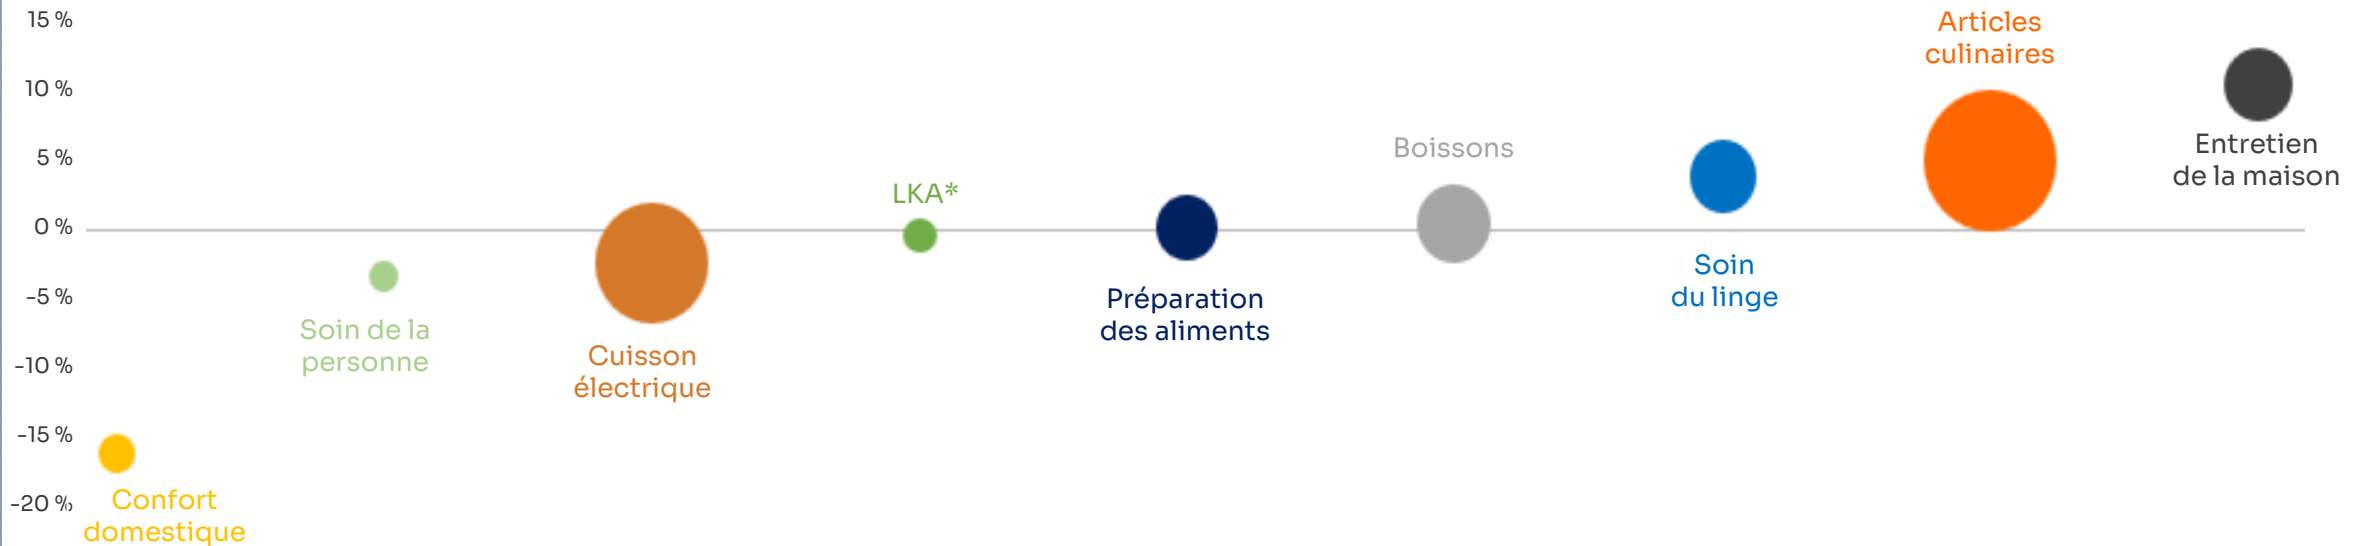 15 %
10 %
5 %
0 %
-5 %
-10 %
-15 %
-20 %
Confort
domestique
Soin de la
personne
Cuisson
électrique
LKA*
Préparation
des aliments
Boissons
Soin
du linge
Articles
culinaires
Entretien
de la maison